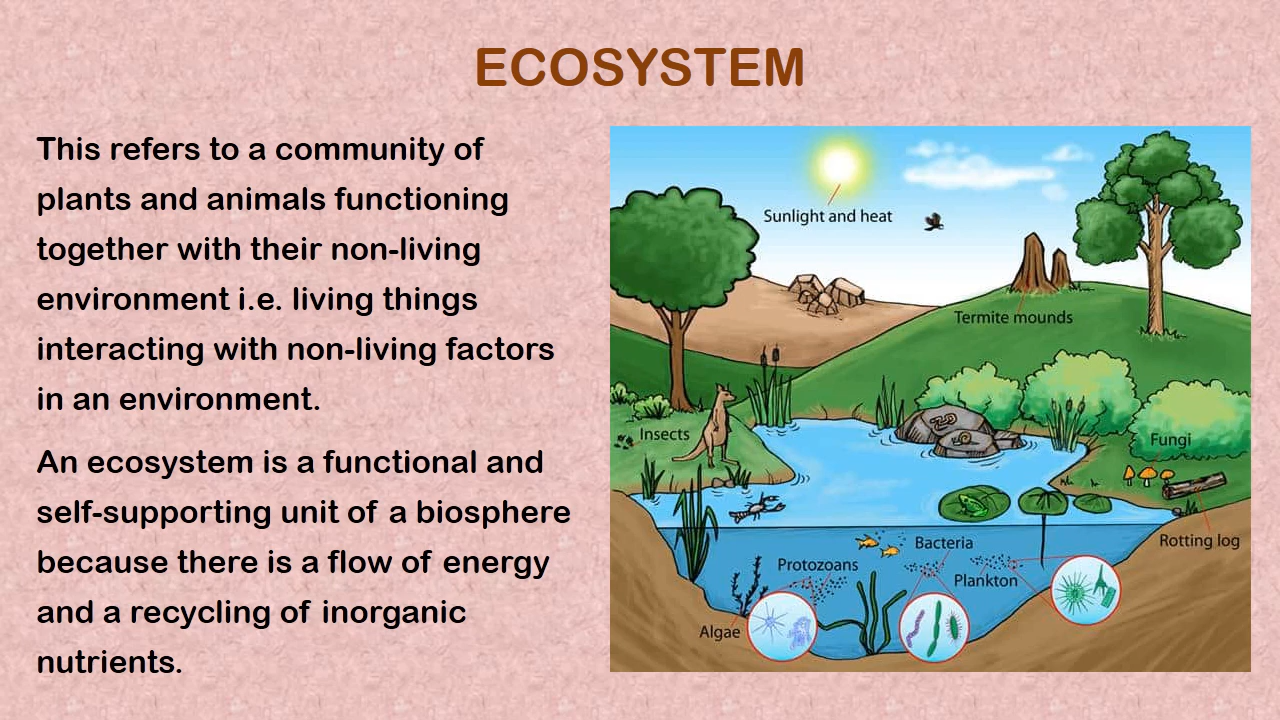 ECOSYSTEM
This refers to a community of
plants and animals functioning
together with their non-living
environment i.e. living things
interacting with non-living factors
in an environment.
An ecosystem is a functional and
self-supporting unit of a biosphere
because there is a flow of energy
and a recycling of inorganic
nutrients.
Sunlight and heat
Termite mounds
Insects
Fungi
Rotting log
Bacteria
Protozoans
Plankton
Algae